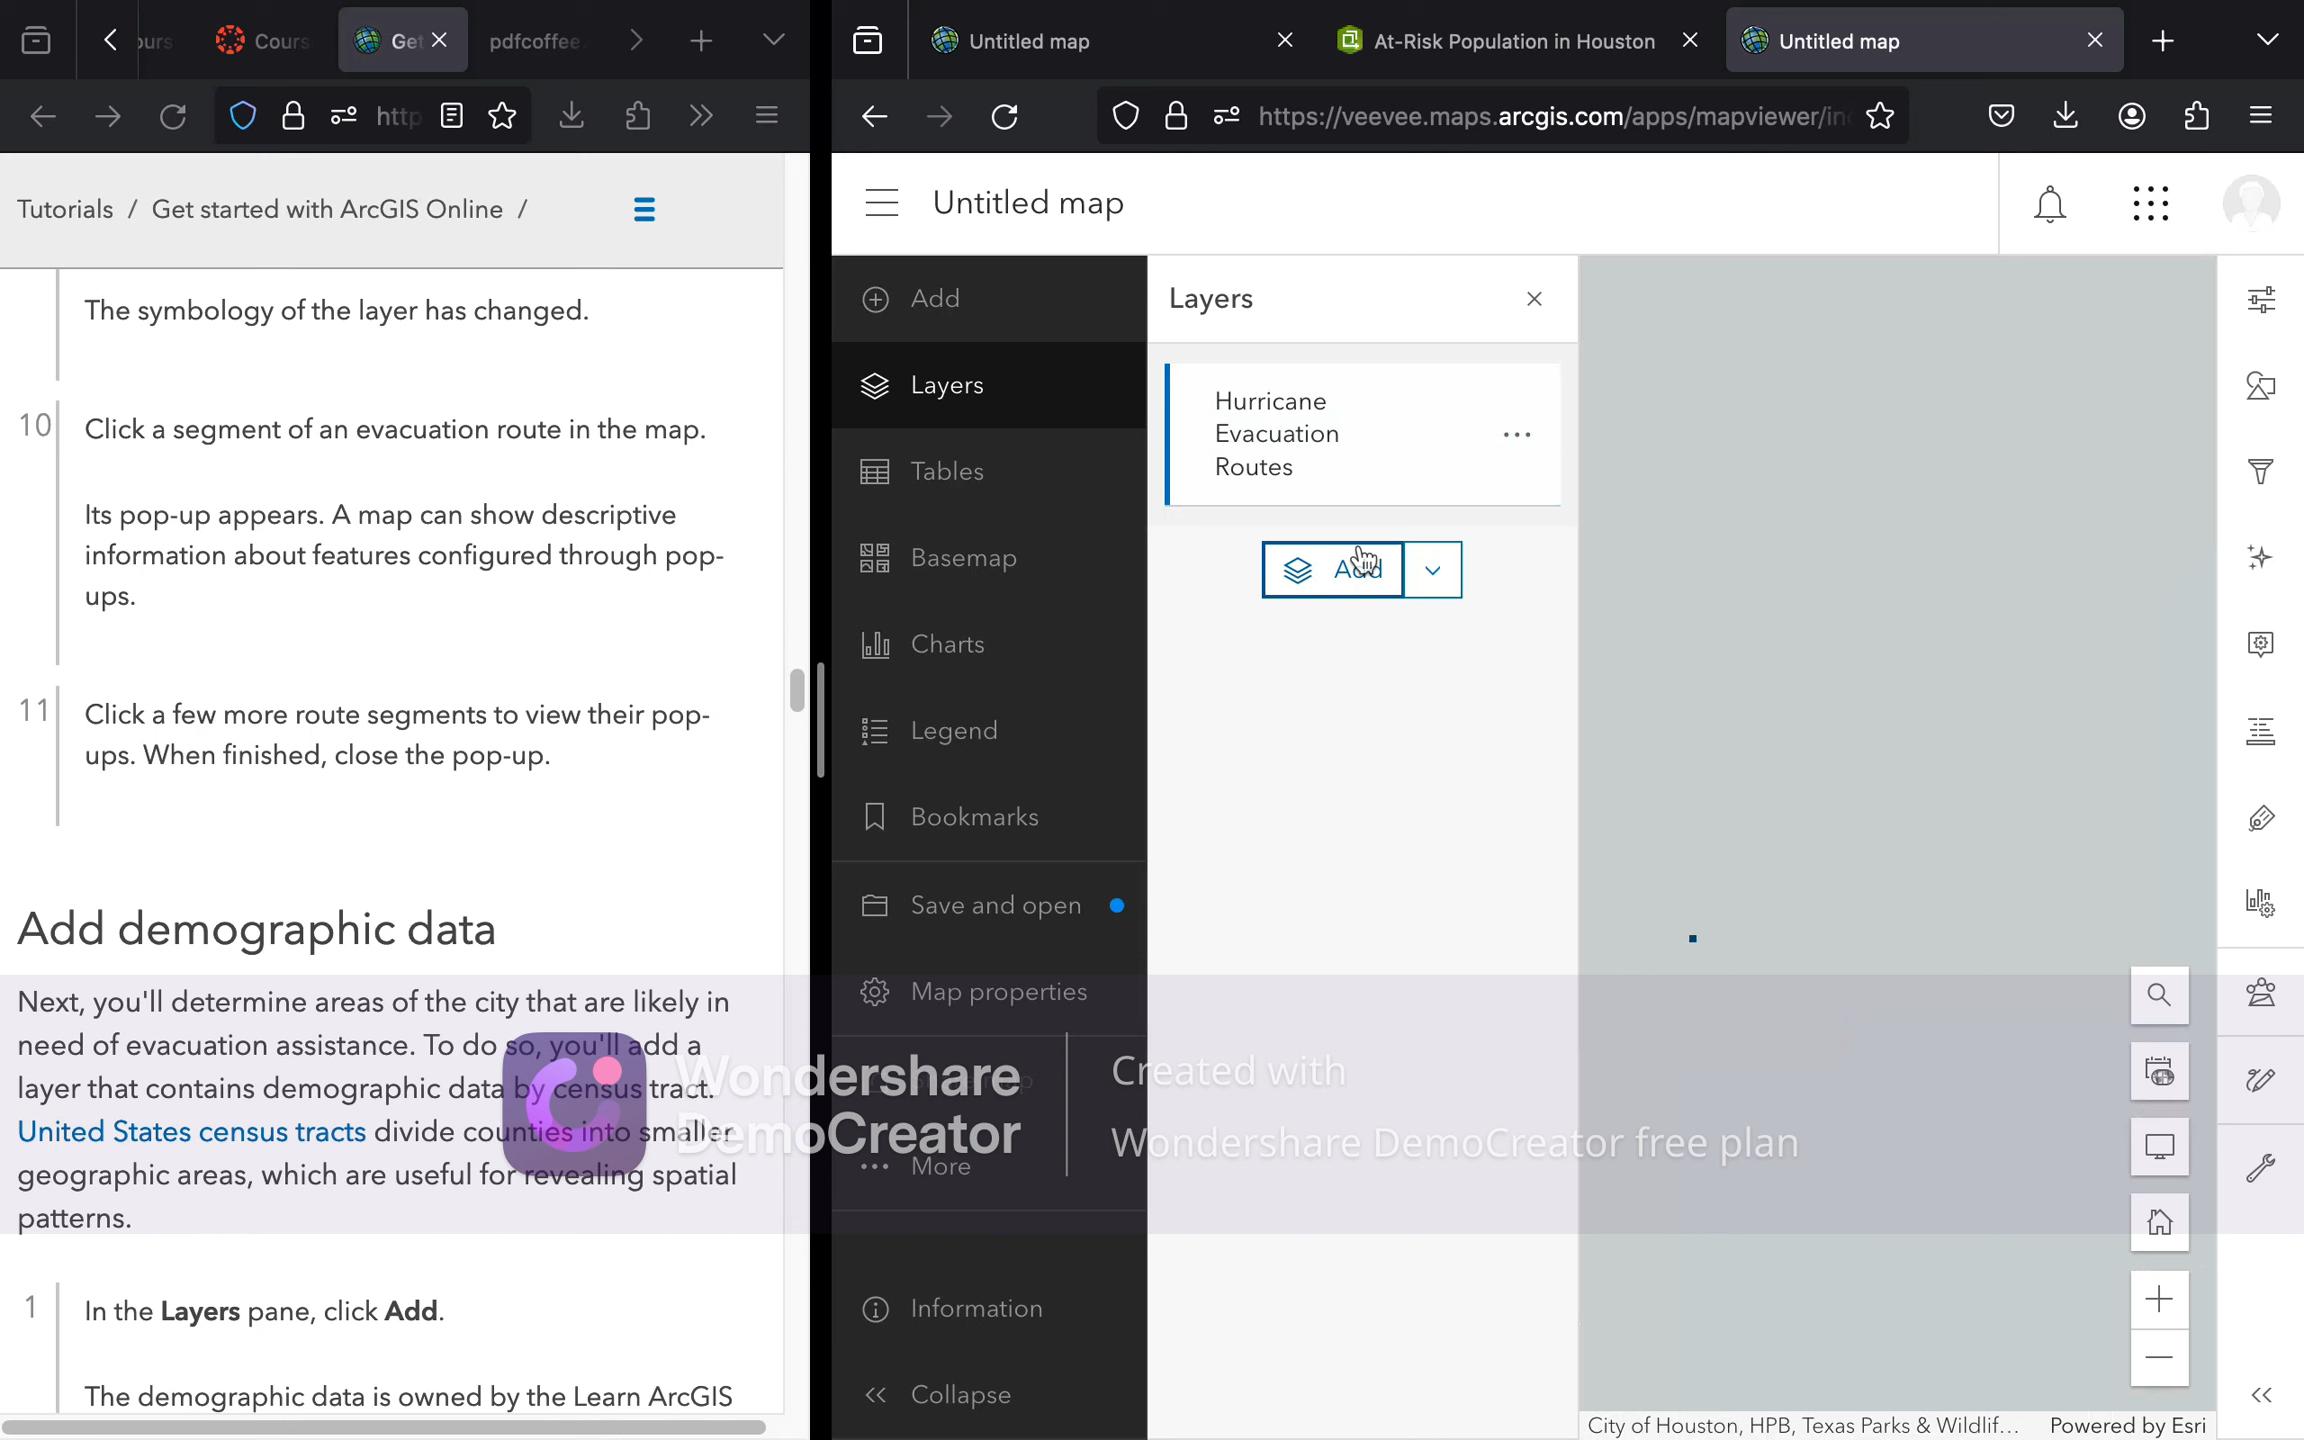 ours
Cours
Get
pdfcoffee.
Untitled map
At-Risk Population in Houston
Untitled map
http
https://veevee.maps.arcgis.com/apps/mapviewer/in
Tutorials / Get started with ArcGIS Online /
The symbology of the layer has changed.
10
Click a segment of an evacuation route in the map.
Its pop-up appears. A map can show descriptive
information about features configured through pop-
ups.
11
Click a few more route segments to view their pop-
ups. When finished, close the pop-up.
Add demographic data
Next, you'll determine areas of the city that are likely in
need of evacuation assistance. To do so, you'll add a
layer that contains demographic data by census tract.
United States census tracts divide counties into smaller
geographic areas, which are useful for revealing spatial
patterns.
1
In the Layers pane, click Add.
The demographic data is owned by the Learn ArcGIS
Untitled map
Add
Layers
Tables
Basemap
Charts
Legend
Bookmarks
Save and open
Map properties
More
Information
Collapse
Layers
Hurricane
Evacuation
Routes
Add
City of Houston, HPB, Texas Parks & Wildlif...
Powered by Esri
Wondershare
DemoCreator
Created with
Wondershare DemoCreator free plan